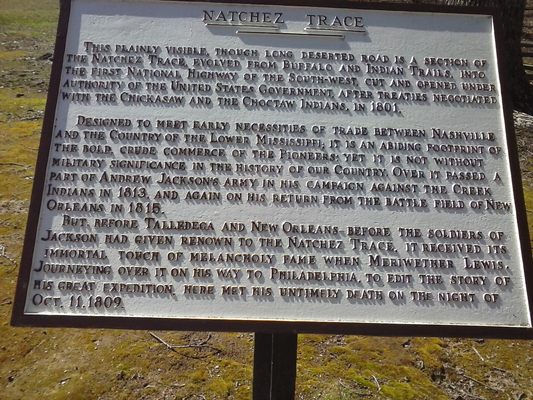 NATCHEZ TRACE
THIS PLAINLY VISIBLE, THOUGH LONG DESERTED ROAD IS A SECTION OF
THE NATCHEZ TRACE, EVOLVED FROM BUFFALO AND INDIAN TRAILS, INTO
THE FIRST NATIONAL HIGHWAY OF THE SOUTH-WEST, CUT AND OPENED UNDER
AUTHORITY OF THE UNITED STATES GOVERNMENT, AFTER TREATIES NEGOTIATED
WITH THE CHICKASAW AND THE CHOCTAW INDIANS, IN 1801.
DESIGNED TO MEET EARLY NECESSITIES OF TRADE BETWEEN NASHVILLE
AND THE COUNTRY OF THE LOWER MISSISSIPPI, IT IS AN ABIDING FOOTPRINT OF
THE BOLD, CRUDE COMMERCE OF THE PIONEERS; YET IT IS NOT WITHOUT
MILITARY SIGNIFICANCE IN THE HISTORY OF OUR COUNTRY. OVER IT PASSED A
PART OF ANDREW JACKSON'S ARMY IN HIS CAMPAIGN AGAINST THE CREEK
INDIANS IN 1813, AND AGAIN ON HIS RETURN FROM THE BATTLE FIELD OF NEW
ORLEANS IN 1815.
BUT, BEFORE TALLEDEGA AND NEW ORLEANS-BEFORE THE SOLDIERS OF
JACKSON HAD GIVEN RENOWN TO THE NATCHEZ TRACE, IT RECEIVED ITS
IMMORTAL TOUCH OF MELANCHOLY FAME WHEN MERIWETHER LEWIS,
JOURNEYING OVER IT ON HIS WAY TO PHILADELPHIA, TO EDIT THE STORY OF
HIS GREAT EXPEDITION, HERE MET HIS UNTIMELY DEATH ON THE NIGHT OF
OCT. 11, 1809.